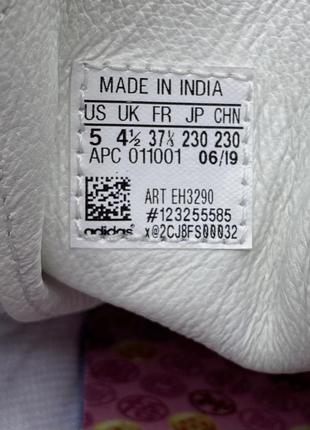 MADE IN INDIA
US UK FR JP CHN
5 4½ 37⅓ 230 230
APC 011001 06/19
ART EH3290
#123255585
adidas x@2CJ8FS00032